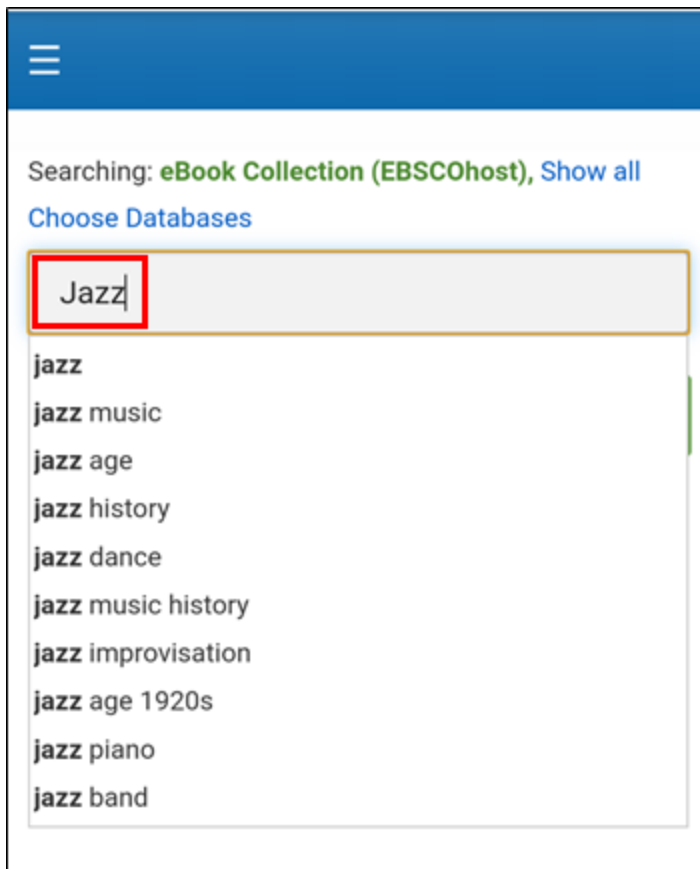 Searching: eBook Collection (EBSCOhost), Show all
Choose Databases
Jazz
jazz
jazz music
jazz age
jazz history
jazz dance
jazz music history
jazz improvisation
jazz age 1920s
jazz piano
jazz band